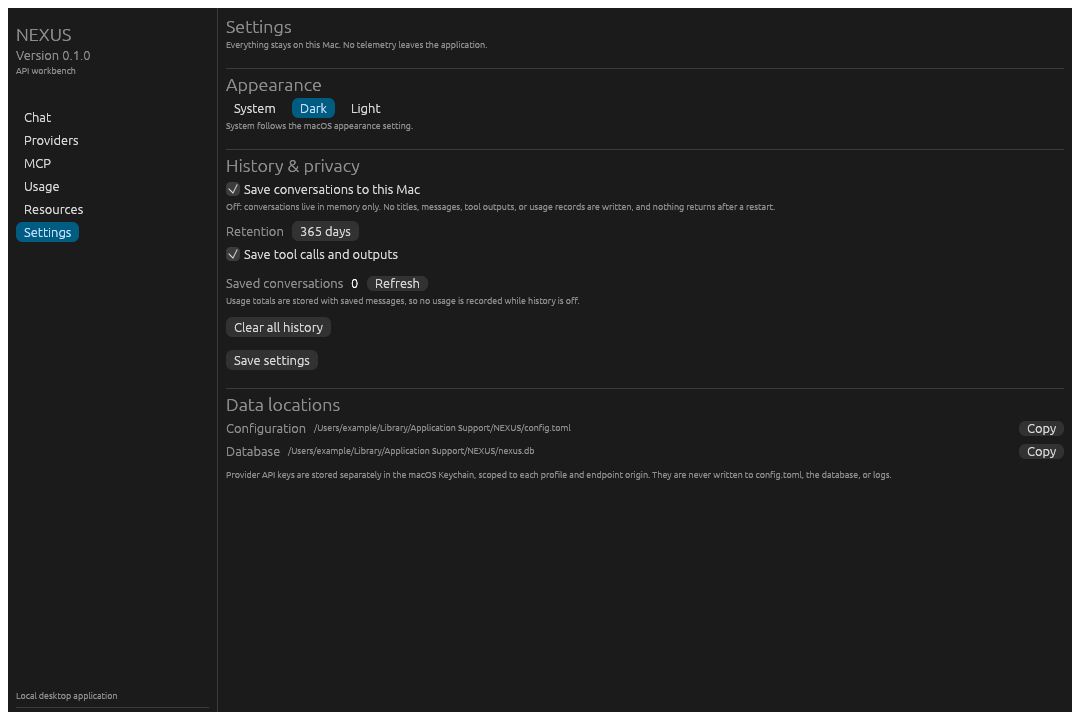 NEXUS
Version 0.1.0
API workbench
Chat
Providers
MCP
Usage
Resources
Settings
Local desktop application
Settings
Everything stays on this Mac. No telemetry leaves the application.
Appearance
System Dark Light
System follows the macOS appearance setting.
History & privacy
Save conversations to this Mac
Off: conversations live in memory only. No titles, messages, tool outputs, or usage records are written, and nothing returns after a restart.
Retention 365 days
Save tool calls and outputs
Saved conversations 0 Refresh
Usage totals are stored with saved messages, so no usage is recorded while history is off.
Clear all history
Save settings
Data locations
Configuration /Users/example/Library/Application Support/NEXUS/config.toml Copy
Database /Users/example/Library/Application Support/NEXUS/nexus.db Copy
Provider API keys are stored separately in the macOS Keychain, scoped to each profile and endpoint origin. They are never written to config.toml, the database, or logs.